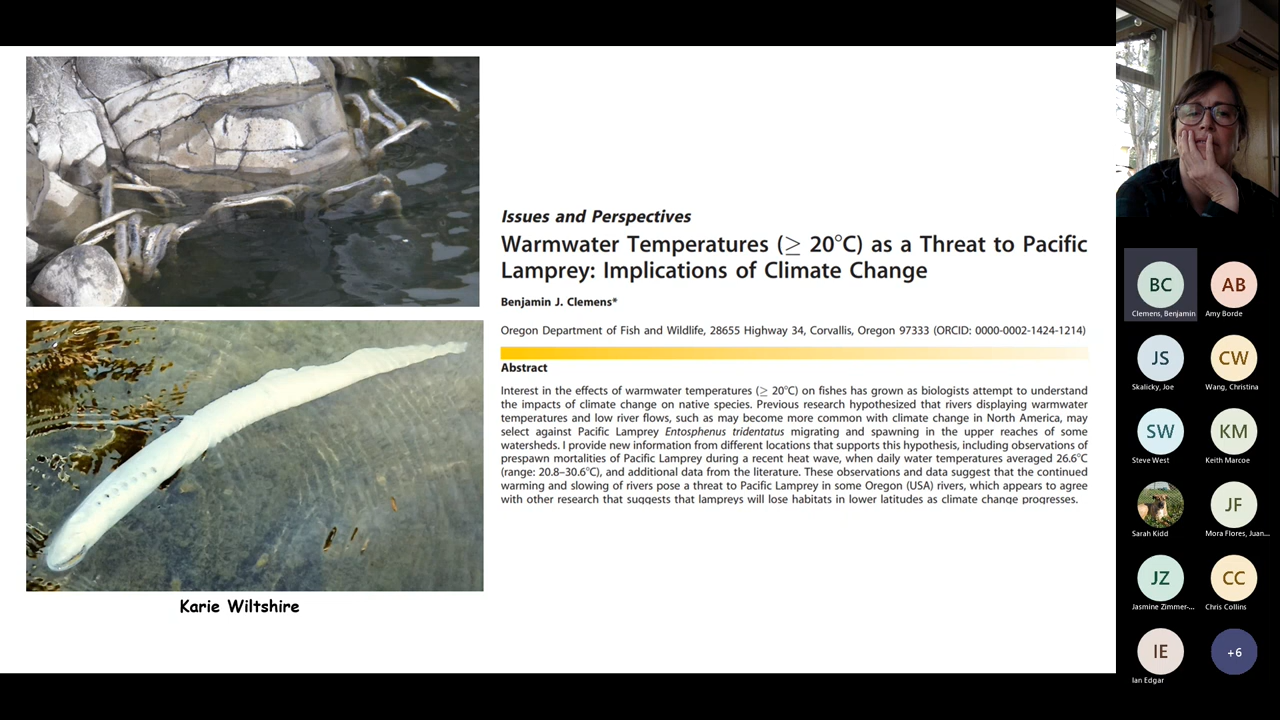 Issues and Perspectives
Warmwater Temperatures (≥ 20°C) as a Threat to Pacific
Lamprey: Implications of Climate Change
Benjamin J. Clemens*
Oregon Department of Fish and Wildlife, 28655 Highway 34, Corvallis, Oregon 97333 (ORCID: 0000-0002-1424-1214)
Abstract
Interest in the effects of warmwater temperatures (≥ 20°C) on fishes has grown as biologists attempt to understand
the impacts of climate change on native species. Previous research hypothesized that rivers displaying warmwater
temperatures and low river flows, such as may become more common with climate change in North America, may
select against Pacific Lamprey Entosphenus tridentatus migrating and spawning in the upper reaches of some
watersheds. I provide new information from different locations that supports this hypothesis, including observations of
prespawn mortalities of Pacific Lamprey during a recent heat wave, when daily water temperatures averaged 26.6°C
(range: 20.8–30.6°C), and additional data from the literature. These observations and data suggest that the continued
warming and slowing of rivers pose a threat to Pacific Lamprey in some Oregon (USA) rivers, which appears to agree
with other research that suggests that lampreys will lose habitats in lower latitudes as climate change progresses.
Karie Wiltshire
BC
Clemens, Benjamin
AB
Amy Borde
JS
Skalicky, Joe
CW
Wang, Christina
SW
Steve West
KM
Keith Marcoe
Sarah Kidd
JF
Mora Flores, Juan...
JZ
Jasmine Zimmer-...
CC
Chris Collins
IE
Ian Edgar
+6